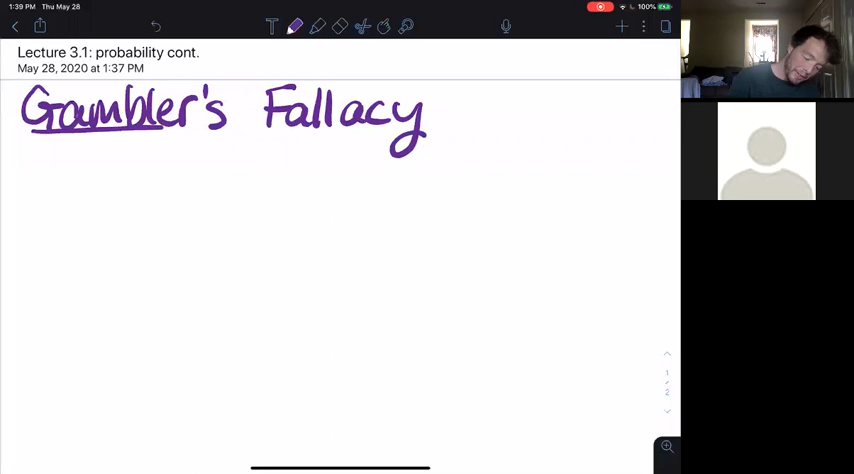 1:39 PM Thu May 28
100%
Lecture 3.1: probability cont.
May 28, 2020 at 1:37 PM
Gambler's Fallacy
1
2